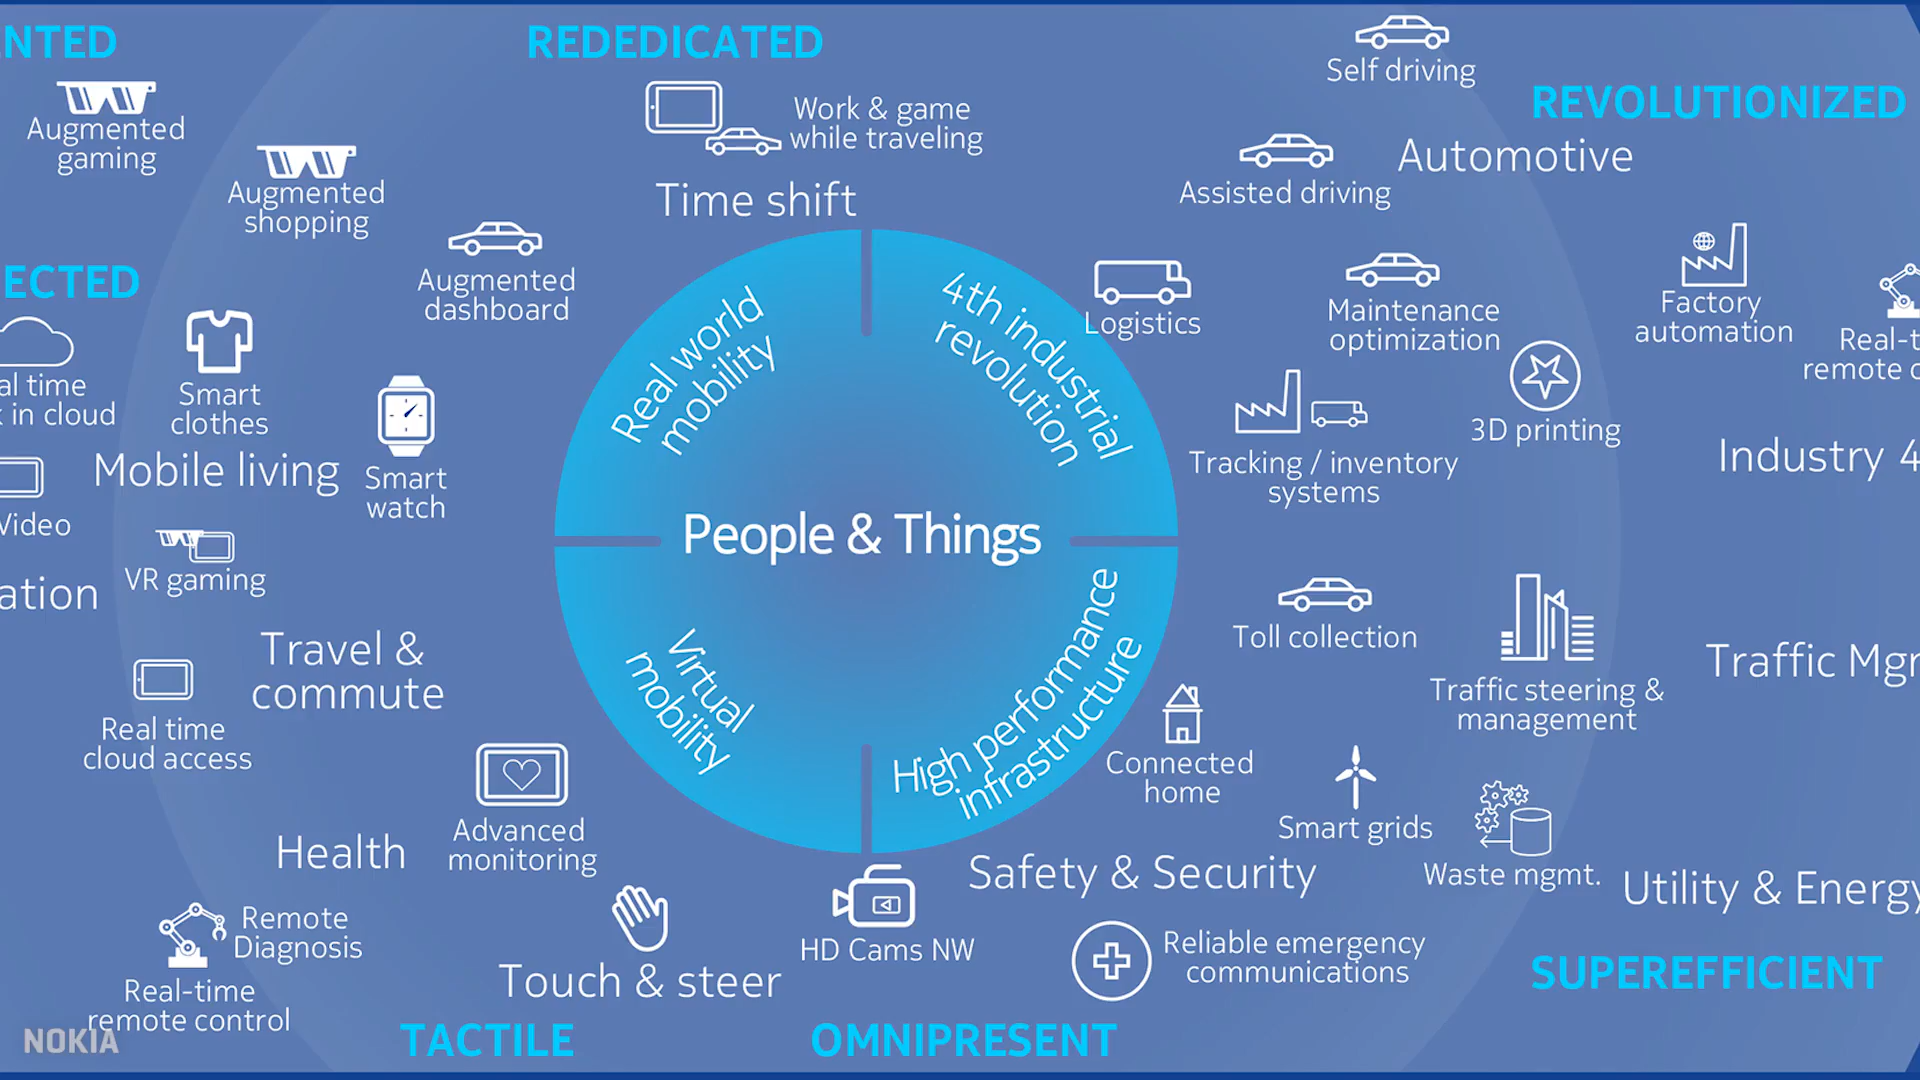 NTED
REDEDICATED
Self driving
REVOLUTIONIZED
Augmented
gaming
Augmented
shopping
Work & game
while traveling
Time shift
Assisted driving
Automotive
Augmented
dashboard
Logistics
Maintenance
optimization
Factory
automation
Real-t
remote c
ECTED
al time
k in cloud
Smart
clothes
Mobile living
Smart
watch
Video
VR gaming
ation
Travel &
commute
Real time
cloud access
Real world
mobility
4th industrial
revolution
People & Things
Virtual
mobility
High performance
infrastructure
Tracking / inventory
systems
3D printing
Industry 4
Toll collection
Traffic steering &
management
Traffic Mgr
Connected
home
Smart grids
Waste mgmt.
Utility & Energy
Safety & Security
Health
Advanced
monitoring
Remote
Diagnosis
Real-time
remote control
Touch & steer
HD Cams NW
Reliable emergency
communications
SUPEREFFICIENT
NOKIA
TACTILE
OMNIPRESENT